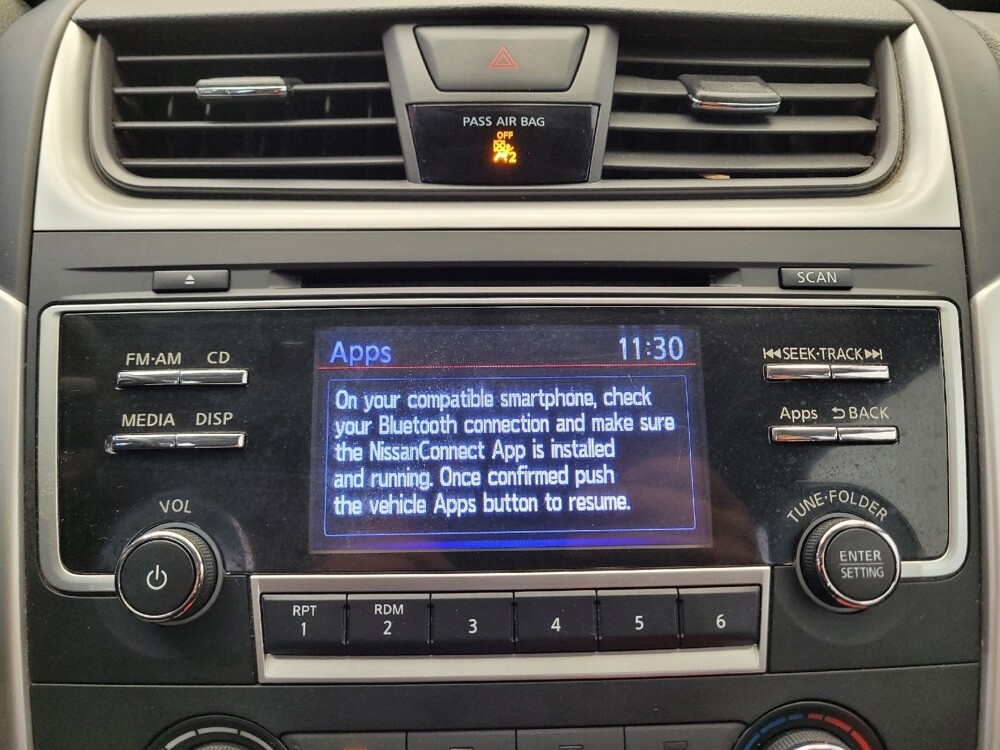 PASS AIR BAG
OFF
2
SCAN
FM·AM CD
MEDIA DISP
VOL
Apps 11:30
On your compatible smartphone, check
your Bluetooth connection and make sure
the NissanConnect App is installed
and running. Once confirmed push
the vehicle Apps button to resume.
SEEK·TRACK
Apps BACK
TUNE·FOLDER
ENTER
SETTING
RPT
1
RDM
2
3
4
5
6